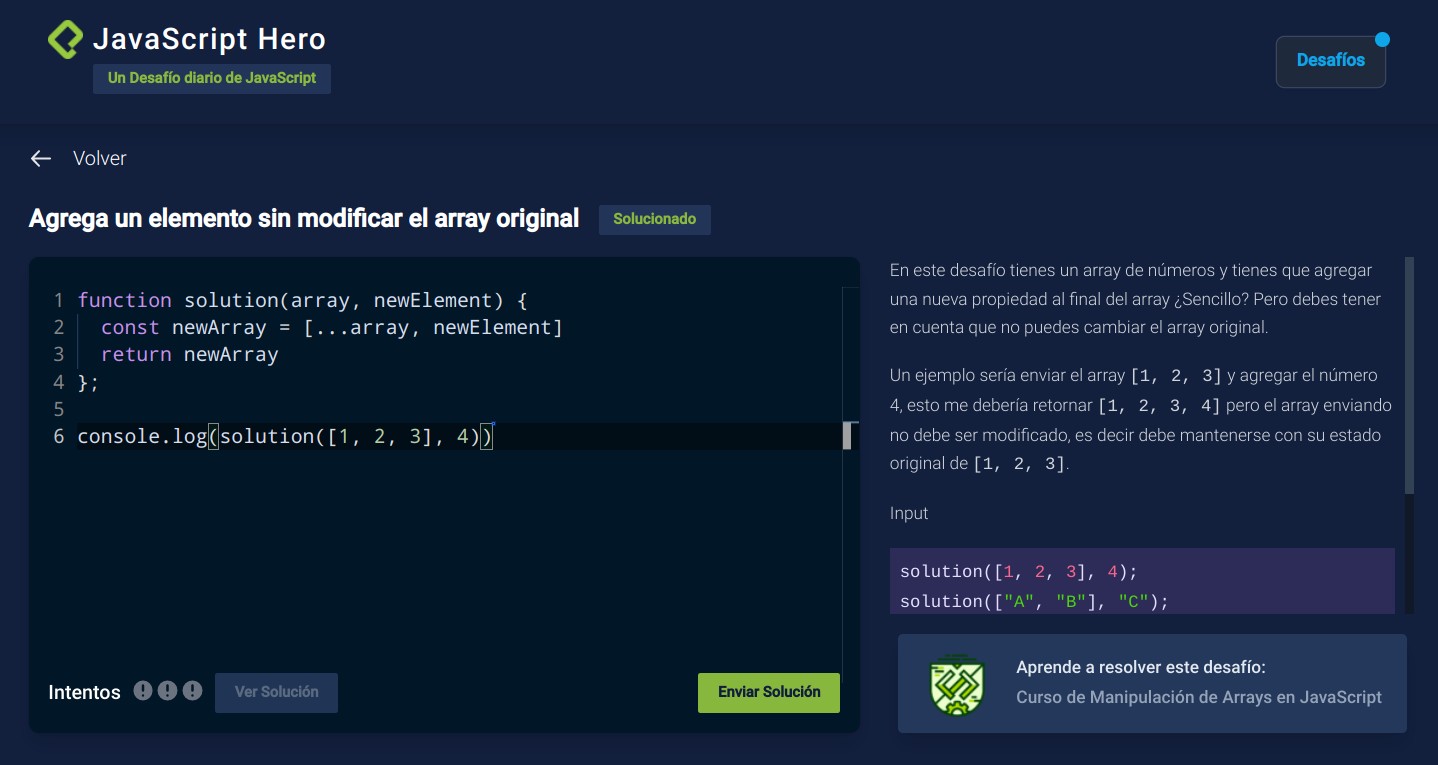 JavaScript Hero
Un Desafío diario de JavaScript
Desafíos
Volver
Agrega un elemento sin modificar el array original
Solucionado
1 function solution(array, newElement) {
2 const newArray = [...array, newElement]
3 return newArray
4 };
5
6 console.log(solution([1, 2, 3], 4))
Intentos
Ver Solución
Enviar Solución
En este desafío tienes un array de números y tienes que agregar
una nueva propiedad al final del array ¿Sencillo? Pero debes tener
en cuenta que no puedes cambiar el array original.
Un ejemplo sería enviar el array [1, 2, 3] y agregar el número
4, esto me debería retornar [1, 2, 3, 4] pero el array enviando
no debe ser modificado, es decir debe mantenerse con su estado
original de [1, 2, 3].
Input
solution([1, 2, 3], 4);
solution(["A", "B"], "C");
Aprende a resolver este desafío:
Curso de Manipulación de Arrays en JavaScript